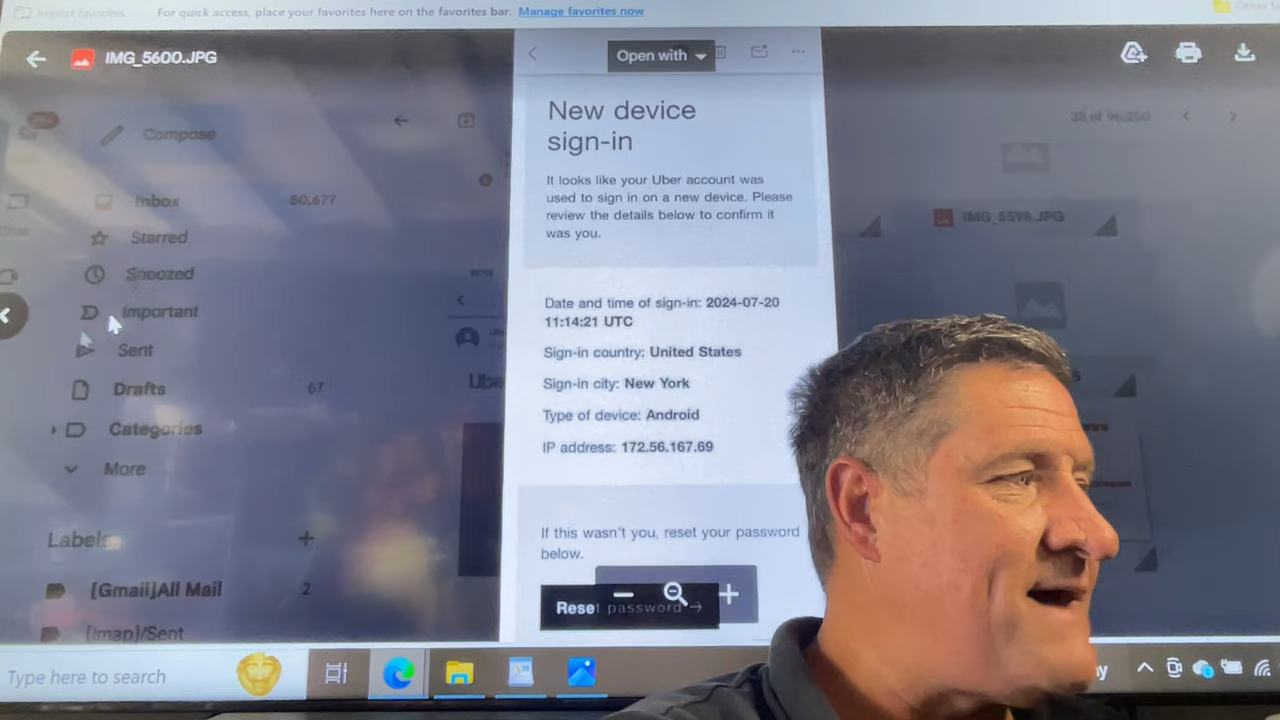 Import favorites
For quick access, place your favorites here on the favorites bar. Manage favorites now
IMG_5600.JPG
Open with
Compose
Inbox 50,677
Starred
Snoozed
Important
Sent
Drafts 67
Categories
More
Labels
[Gmail]All Mail 2
[Imap]/Sent
New device
sign-in
It looks like your Uber account was
used to sign in on a new device. Please
review the details below to confirm it
was you.
Date and time of sign-in: 2024-07-20
11:14:21 UTC
Sign-in country: United States
Sign-in city: New York
Type of device: Android
IP address: 172.56.167.69
If this wasn't you, reset your password
below.
Reset password →
38 of 96,250
IMG_5598.JPG
Type here to search